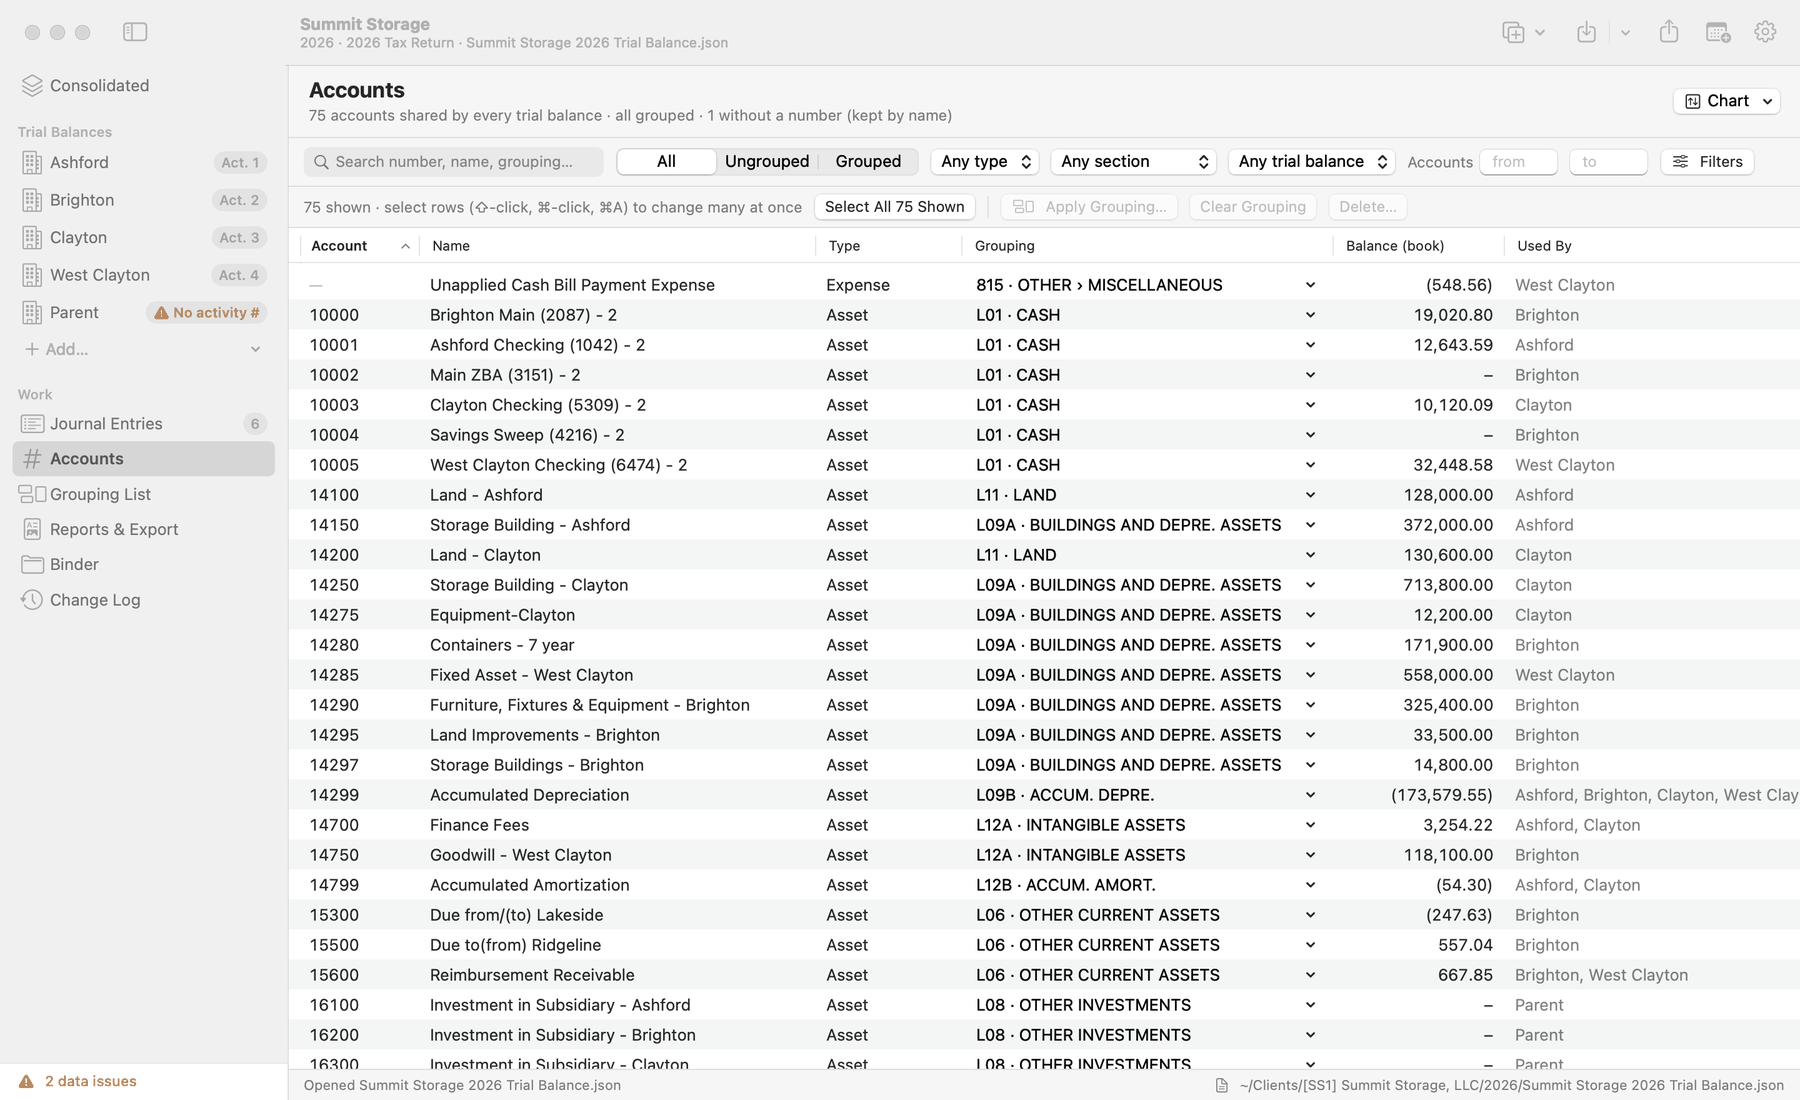 Summit Storage
2026 · 2026 Tax Return · Summit Storage 2026 Trial Balance.json
Consolidated
Trial Balances
Ashford Act. 1
Brighton Act. 2
Clayton Act. 3
West Clayton Act. 4
Parent No activity #
Add...
Work
Journal Entries 6
Accounts
Grouping List
Reports & Export
Binder
Change Log
2 data issues
Accounts
75 accounts shared by every trial balance · all grouped · 1 without a number (kept by name)
Chart
Search number, name, grouping... All Ungrouped Grouped Any type Any section Any trial balance Accounts from to Filters
75 shown · select rows (⇧-click, ⌘-click, ⌘A) to change many at once Select All 75 Shown Apply Grouping... Clear Grouping Delete...
Account Name Type Grouping Balance (book) Used By
— Unapplied Cash Bill Payment Expense Expense 815 · OTHER › MISCELLANEOUS (548.56) West Clayton
10000 Brighton Main (2087) - 2 Asset L01 · CASH 19,020.80 Brighton
10001 Ashford Checking (1042) - 2 Asset L01 · CASH 12,643.59 Ashford
10002 Main ZBA (3151) - 2 Asset L01 · CASH – Brighton
10003 Clayton Checking (5309) - 2 Asset L01 · CASH 10,120.09 Clayton
10004 Savings Sweep (4216) - 2 Asset L01 · CASH – Brighton
10005 West Clayton Checking (6474) - 2 Asset L01 · CASH 32,448.58 West Clayton
14100 Land - Ashford Asset L11 · LAND 128,000.00 Ashford
14150 Storage Building - Ashford Asset L09A · BUILDINGS AND DEPRE. ASSETS 372,000.00 Ashford
14200 Land - Clayton Asset L11 · LAND 130,600.00 Clayton
14250 Storage Building - Clayton Asset L09A · BUILDINGS AND DEPRE. ASSETS 713,800.00 Clayton
14275 Equipment-Clayton Asset L09A · BUILDINGS AND DEPRE. ASSETS 12,200.00 Clayton
14280 Containers - 7 year Asset L09A · BUILDINGS AND DEPRE. ASSETS 171,900.00 Brighton
14285 Fixed Asset - West Clayton Asset L09A · BUILDINGS AND DEPRE. ASSETS 558,000.00 West Clayton
14290 Furniture, Fixtures & Equipment - Brighton Asset L09A · BUILDINGS AND DEPRE. ASSETS 325,400.00 Brighton
14295 Land Improvements - Brighton Asset L09A · BUILDINGS AND DEPRE. ASSETS 33,500.00 Brighton
14297 Storage Buildings - Brighton Asset L09A · BUILDINGS AND DEPRE. ASSETS 14,800.00 Brighton
14299 Accumulated Depreciation Asset L09B · ACCUM. DEPRE. (173,579.55) Ashford, Brighton, Clayton, West Clay
14700 Finance Fees Asset L12A · INTANGIBLE ASSETS 3,254.22 Ashford, Clayton
14750 Goodwill - West Clayton Asset L12A · INTANGIBLE ASSETS 118,100.00 Brighton
14799 Accumulated Amortization Asset L12B · ACCUM. AMORT. (54.30) Ashford, Clayton
15300 Due from/(to) Lakeside Asset L06 · OTHER CURRENT ASSETS (247.63) Brighton
15500 Due to(from) Ridgeline Asset L06 · OTHER CURRENT ASSETS 557.04 Brighton
15600 Reimbursement Receivable Asset L06 · OTHER CURRENT ASSETS 667.85 Brighton, West Clayton
16100 Investment in Subsidiary - Ashford Asset L08 · OTHER INVESTMENTS – Parent
16200 Investment in Subsidiary - Brighton Asset L08 · OTHER INVESTMENTS – Parent
16300 Investment in Subsidiary - Clayton Asset L08 · OTHER INVESTMENTS – Parent
Opened Summit Storage 2026 Trial Balance.json ~/Clients/[SS1] Summit Storage, LLC/2026/Summit Storage 2026 Trial Balance.json